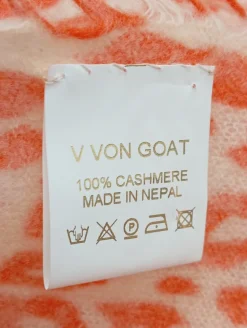 V VON GOAT
100% CASHMERE
MADE IN NEPAL